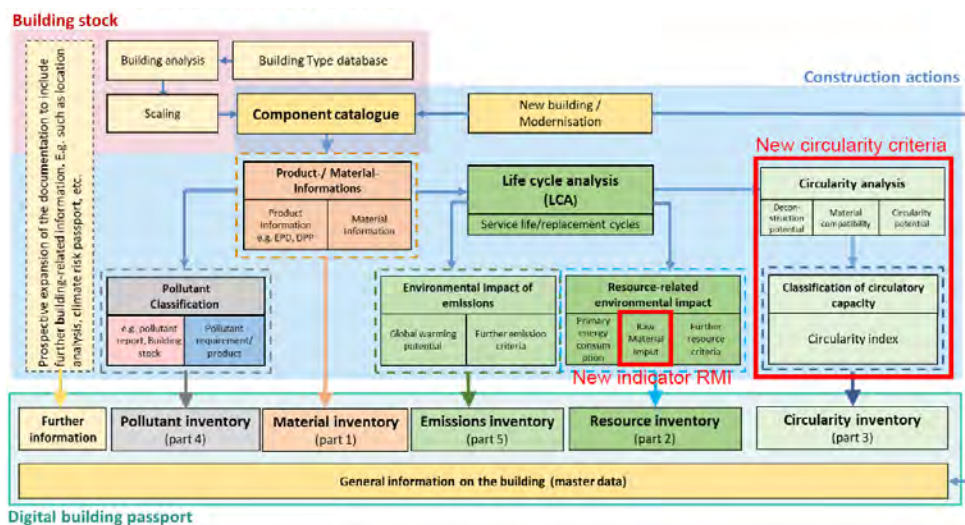 Building stock
Building analysis
Building Type database
Construction actions
Scaling
Component catalogue
New building /
Modernisation
Prospective expansion of the documentation to include
further building-related information. E.g. such as location
analysis, climate risk passport, etc.
New circularity criteria
Product-/ Material-
Informations
Product
Information
e.g. EPD, DPP
Material
Information
Life cycle analysis
(LCA)
Service life/replacement cycles
Circularity analysis
Decon-
struction
potential
Material
compatibility
Circularity
potential
Pollutant
Classification
e.g. pollutant
report, Building
stock
Pollutant
requirement/
product
Environmental Impact of
emissions
Global warming
potential
Further emission
criteria
Resource-related
environmental impact
Primary
energy
consum
ption
Raw
Material
Imput
Further
resource
criteria
Classification of circulatory
capacity
Circularity index
New indicator RMI
Further
information
Pollutant inventory
(part 4)
Material inventory
(part 1)
Emissions inventory
(part 5)
Resource inventory
(part 2)
Circularity inventory
(part 3)
General information on the building (master data)
Digital building passport